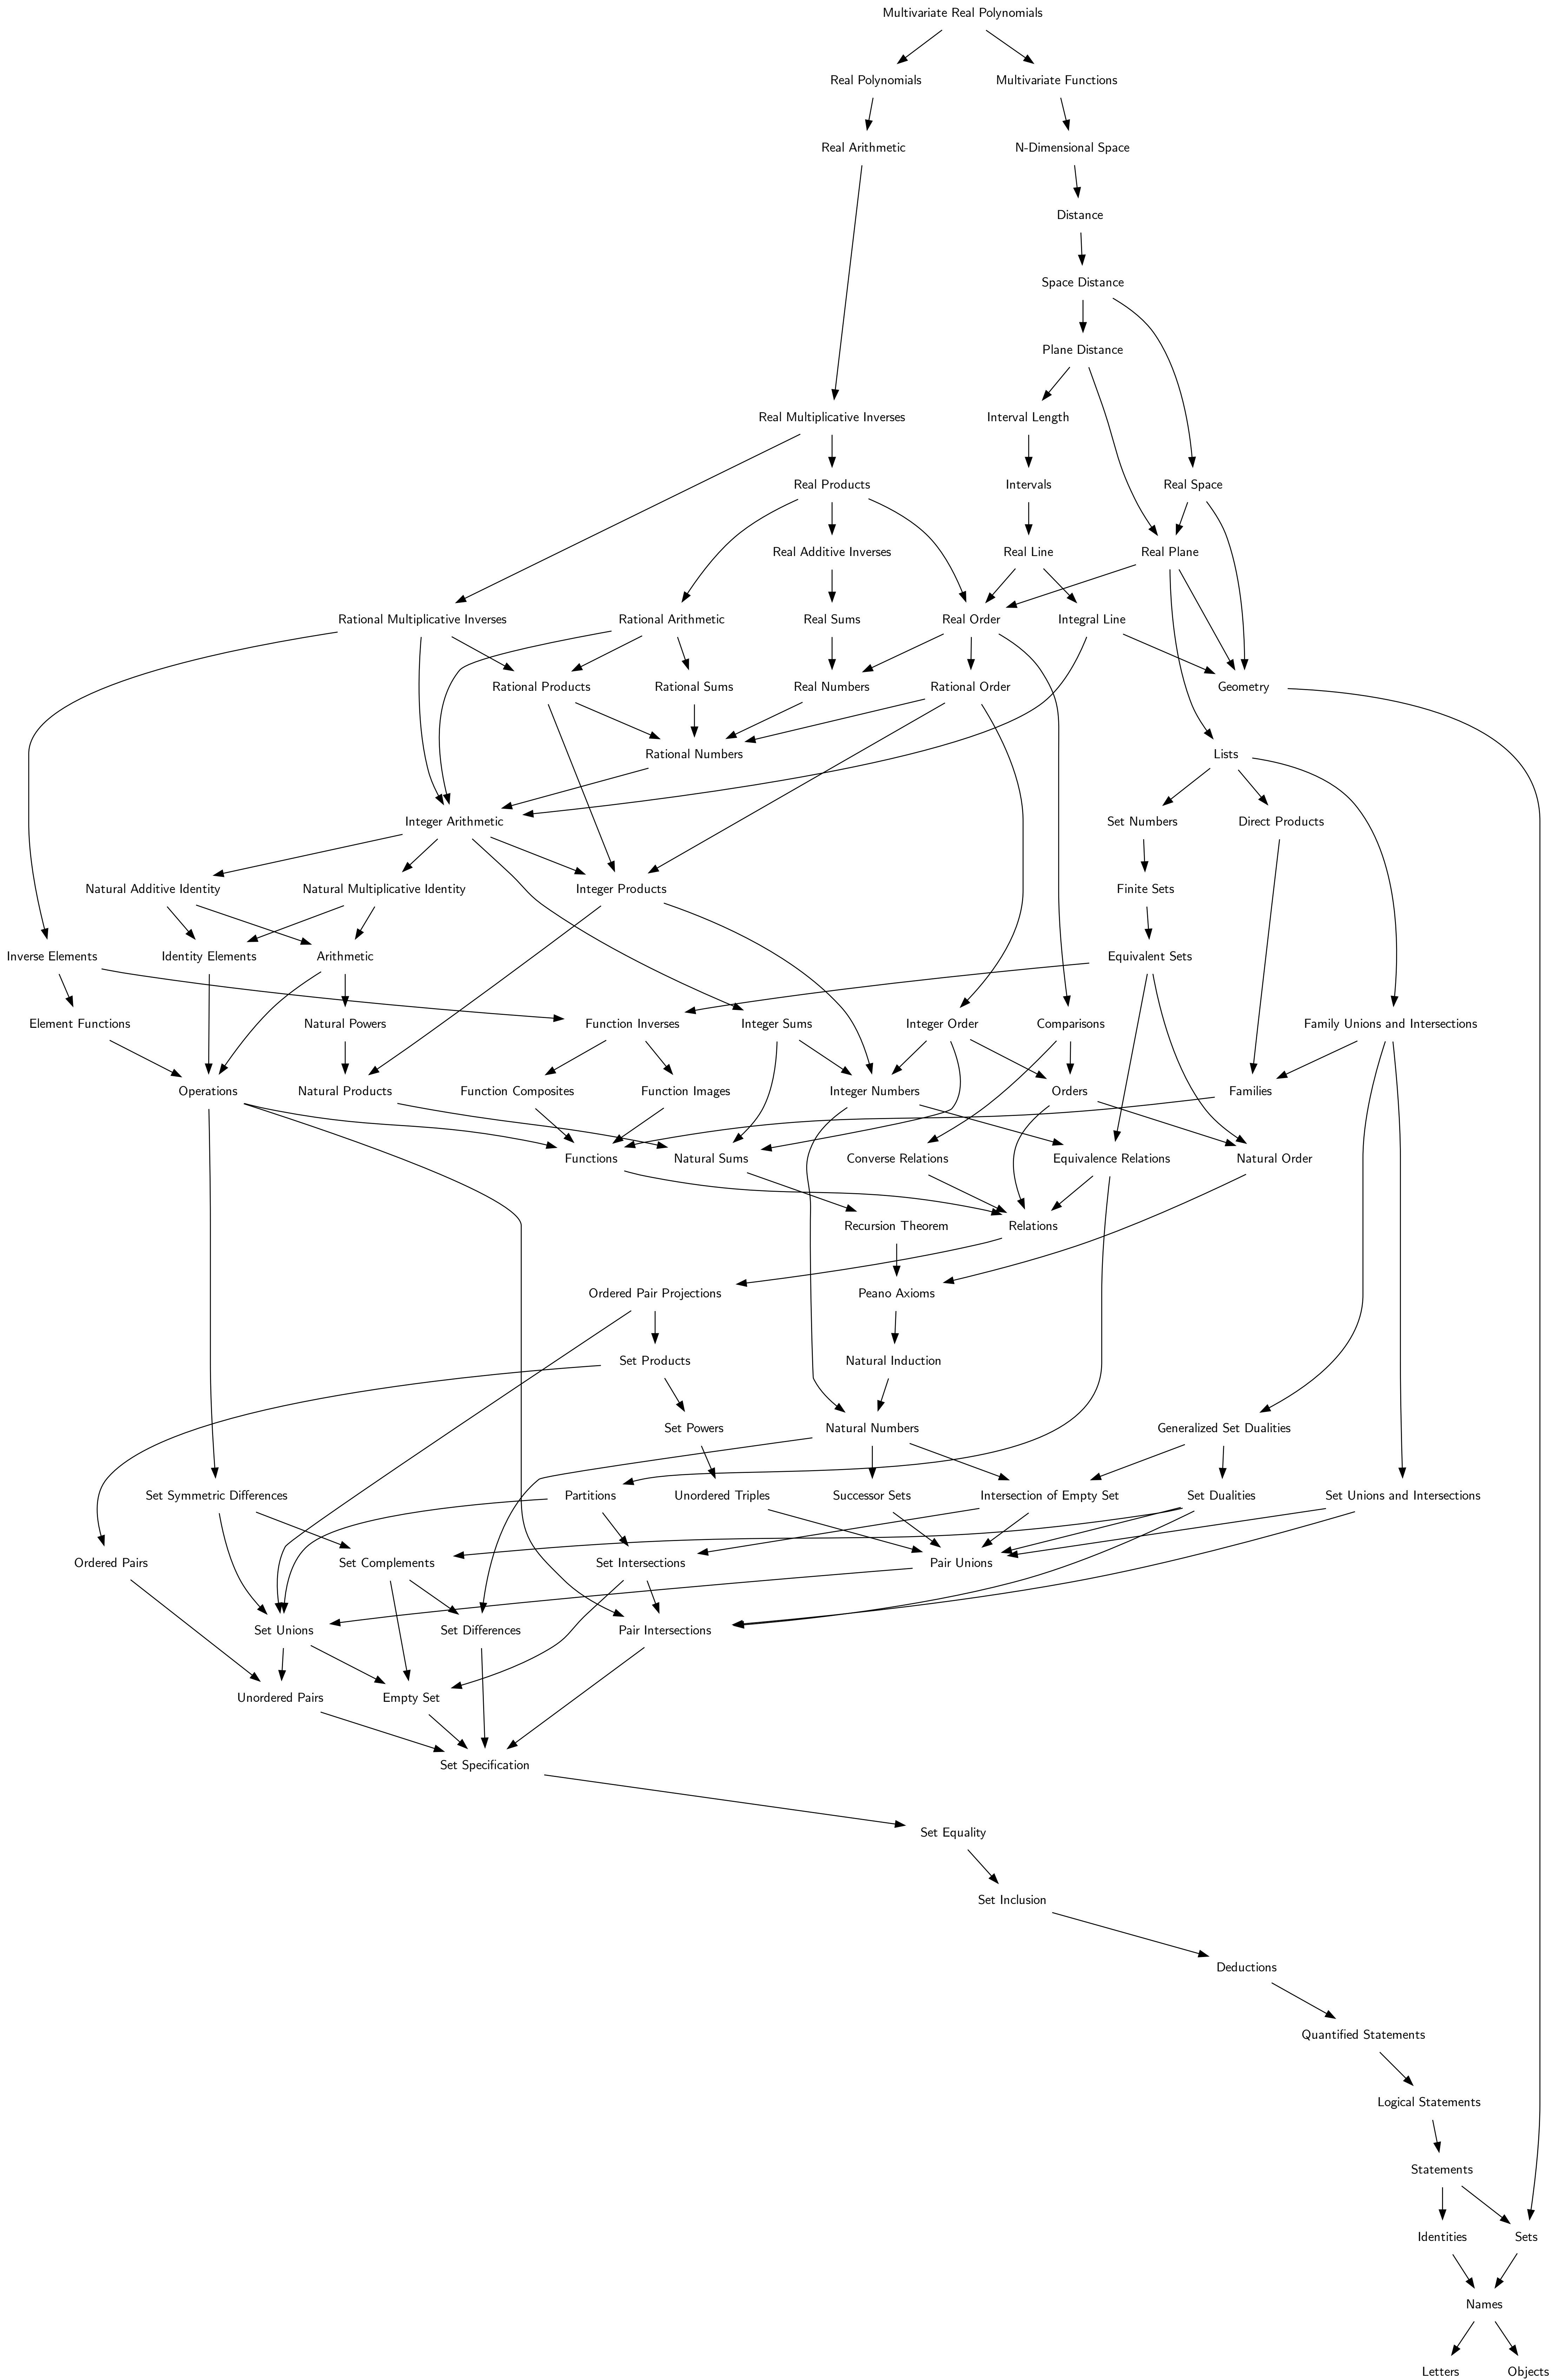 Multivariate Real Polynomials
Real Polynomials
Multivariate Functions
Real Arithmetic
N-Dimensional Space
Distance
Space Distance
Plane Distance
Real Multiplicative Inverses
Interval Length
Real Products
Intervals
Real Space
Real Additive Inverses
Real Line
Real Plane
Rational Multiplicative Inverses
Rational Arithmetic
Real Sums
Real Order
Integral Line
Rational Products
Rational Sums
Real Numbers
Rational Order
Geometry
Rational Numbers
Lists
Integer Arithmetic
Set Numbers
Direct Products
Natural Additive Identity
Natural Multiplicative Identity
Integer Products
Finite Sets
Inverse Elements
Identity Elements
Arithmetic
Equivalent Sets
Element Functions
Natural Powers
Function Inverses
Integer Sums
Integer Order
Comparisons
Family Unions and Intersections
Operations
Natural Products
Function Composites
Function Images
Integer Numbers
Orders
Families
Functions
Natural Sums
Converse Relations
Equivalence Relations
Natural Order
Recursion Theorem
Relations
Ordered Pair Projections
Peano Axioms
Set Products
Natural Induction
Set Powers
Natural Numbers
Generalized Set Dualities
Set Symmetric Differences
Partitions
Unordered Triples
Successor Sets
Intersection of Empty Set
Set Dualities
Set Unions and Intersections
Ordered Pairs
Set Complements
Set Intersections
Pair Unions
Set Unions
Set Differences
Pair Intersections
Unordered Pairs
Empty Set
Set Specification
Set Equality
Set Inclusion
Deductions
Quantified Statements
Logical Statements
Statements
Identities
Sets
Names
Letters
Objects